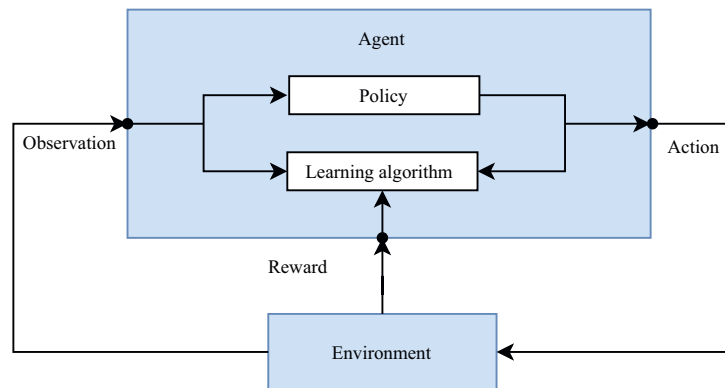 Agent
Policy
Observation
Action
Learning algorithm
Reward
Environment